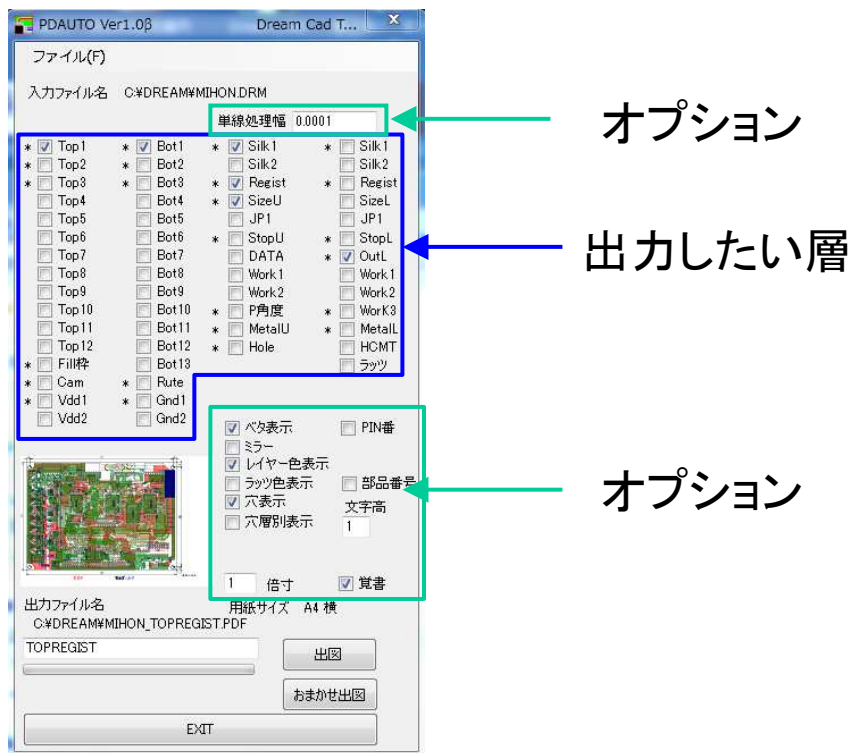 PDAUTO Ver1.0β Dream Cad T... X
ファイル(F)
入力ファイル名 C:¥DREAM¥MIHON.DRM
単線処理幅 0.0001
オプション
* Top1 * Bot1 * Silk1 * Silk1
* Top2 * Bot2 Silk2 Silk2
* Top3 * Bot3 * Regist * Regist
Top4 Bot4 * SizeU SizeL
Top5 Bot5 JP1 JP1
Top6 Bot6 * StopU * StopL
Top7 Bot7 DATA * OutL
出力したい層
Top8 Bot8 Work1 Work1
Top9 Bot9 Work2 Work2
Top10 Bot10 * P角度 * WorK3
Top11 Bot11 * MetalU * MetalL
Top12 Bot12 * Hole HCMT
* Fill枠 Bot13 ラッツ
* Cam * Rute
* Vdd1 * Gnd1
Vdd2 Gnd2
ベタ表示 PIN番
ミラー
レイヤー色表示
ラッツ色表示 部品番号
穴表示 文字高
穴層別表示 1
オプション
1 倍寸 覚書
出力ファイル名 用紙サイズ A4 横
C:¥DREAM¥MIHON_TOPREGIST.PDF
TOPREGIST
出図
おまかせ出図
EXIT